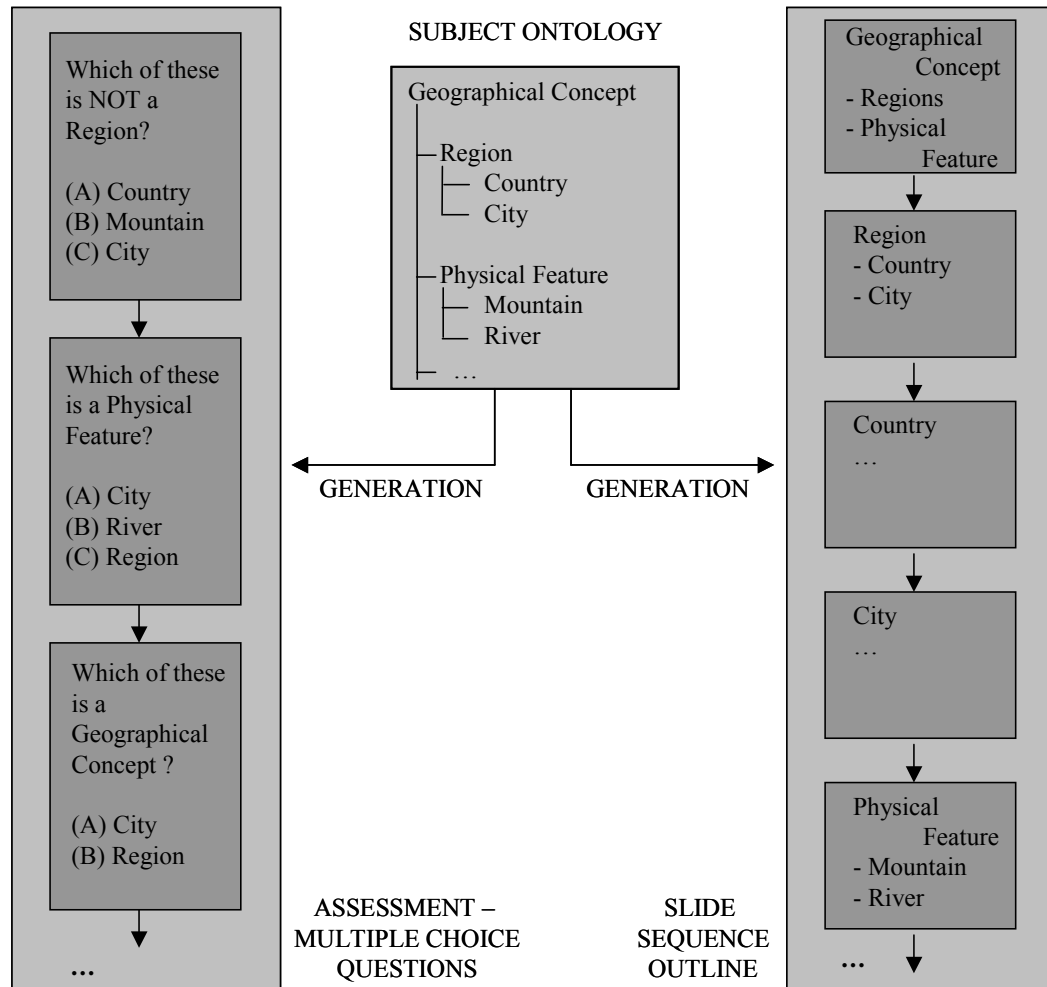 Which of these
is NOT a
Region?
(A) Country
(B) Mountain
(C) City
Which of these
is a Physical
Feature?
(A) City
(B) River
(C) Region
Which of these
is a
Geographical
Concept ?
(A) City
(B) Region
...
SUBJECT ONTOLOGY
Geographical Concept
Region
Country
City
Physical Feature
Mountain
River
...
GENERATION
GENERATION
ASSESSMENT –
MULTIPLE CHOICE
QUESTIONS
SLIDE
SEQUENCE
OUTLINE
Geographical
Concept
- Regions
- Physical
Feature
Region
- Country
- City
Country
...
City
...
Physical
Feature
- Mountain
- River
...